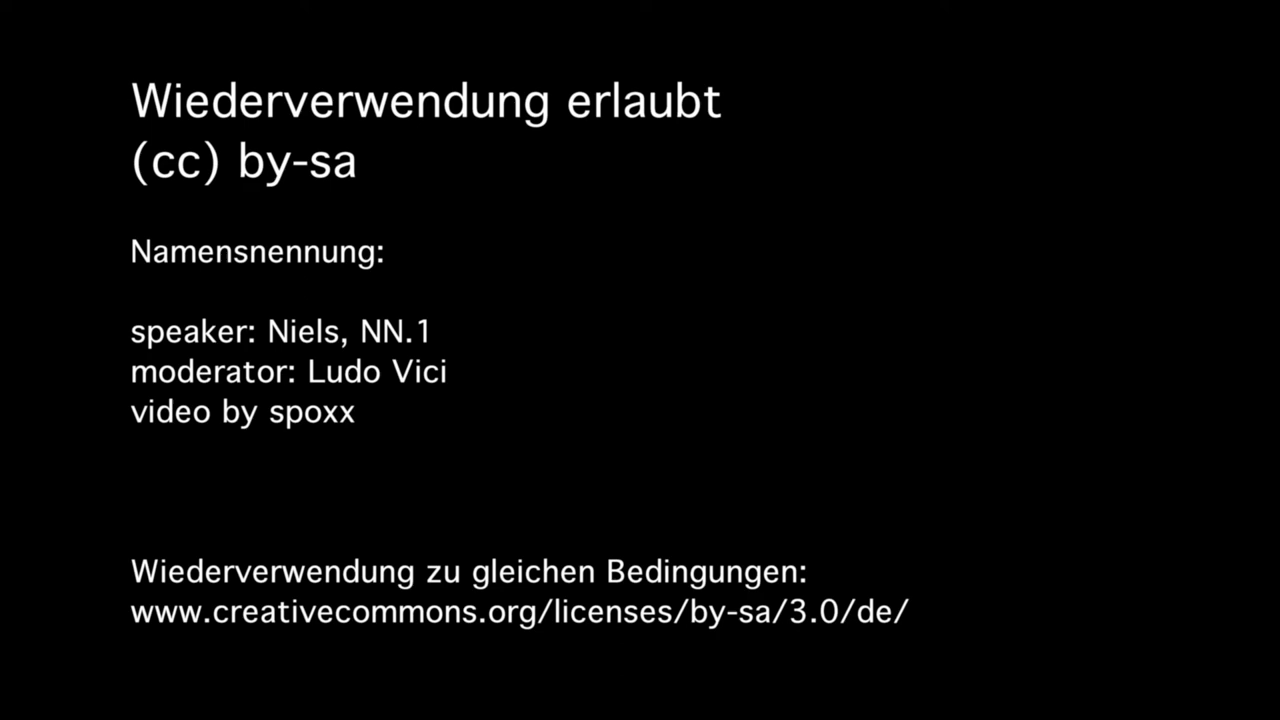 Wiederverwendung erlaubt
(cc) by-sa
Namensnennung:
speaker: Niels, NN.1
moderator: Ludo Vici
video by spoxx
Wiederverwendung zu gleichen Bedingungen:
www.creativecommons.org/licenses/by-sa/3.0/de/